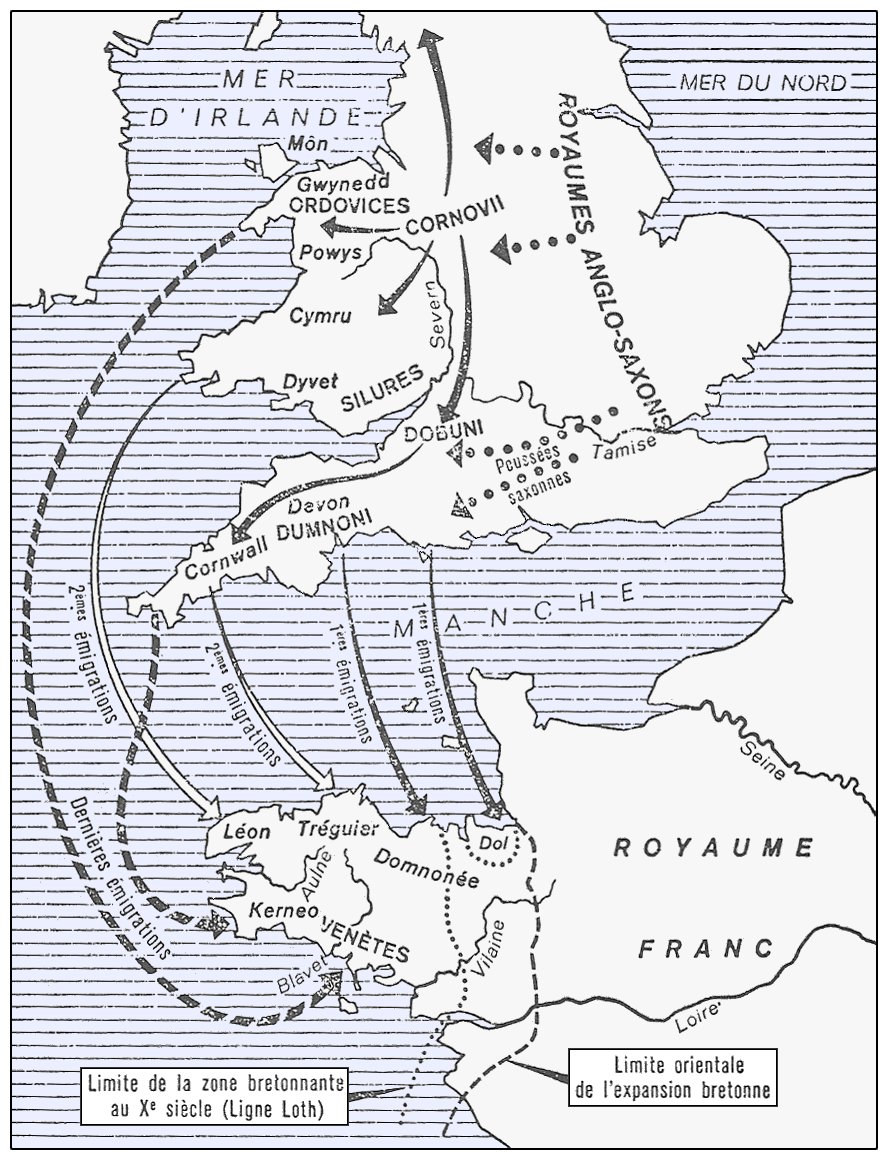 MER
D'IRLANDE
MER DU NORD
Môn
Gwynedd
ORDOVICES
CORNOVII
ROYAUMES ANGLO-SAXONS
Powys
Cymru
Severn
Dyvet
SILURES
DOBUNI
Poussées
saxonnes
Tamise
Davon
DUMNONI
Cornwall
MANCHE
2èmes émigrations
2èmes émigrations
1ères émigrations
1ères émigrations
Dernières émigrations
Seine
Léon
Tréguier
Dol
Domnonée
Aulne
Kerneo
VENÈTES
Blavet
Vilaine
ROYAUME
FRANC
Loire
Limite de la zone bretonnante
au Xe siècle (Ligne Loth)
Limite orientale
de l'expansion bretonne